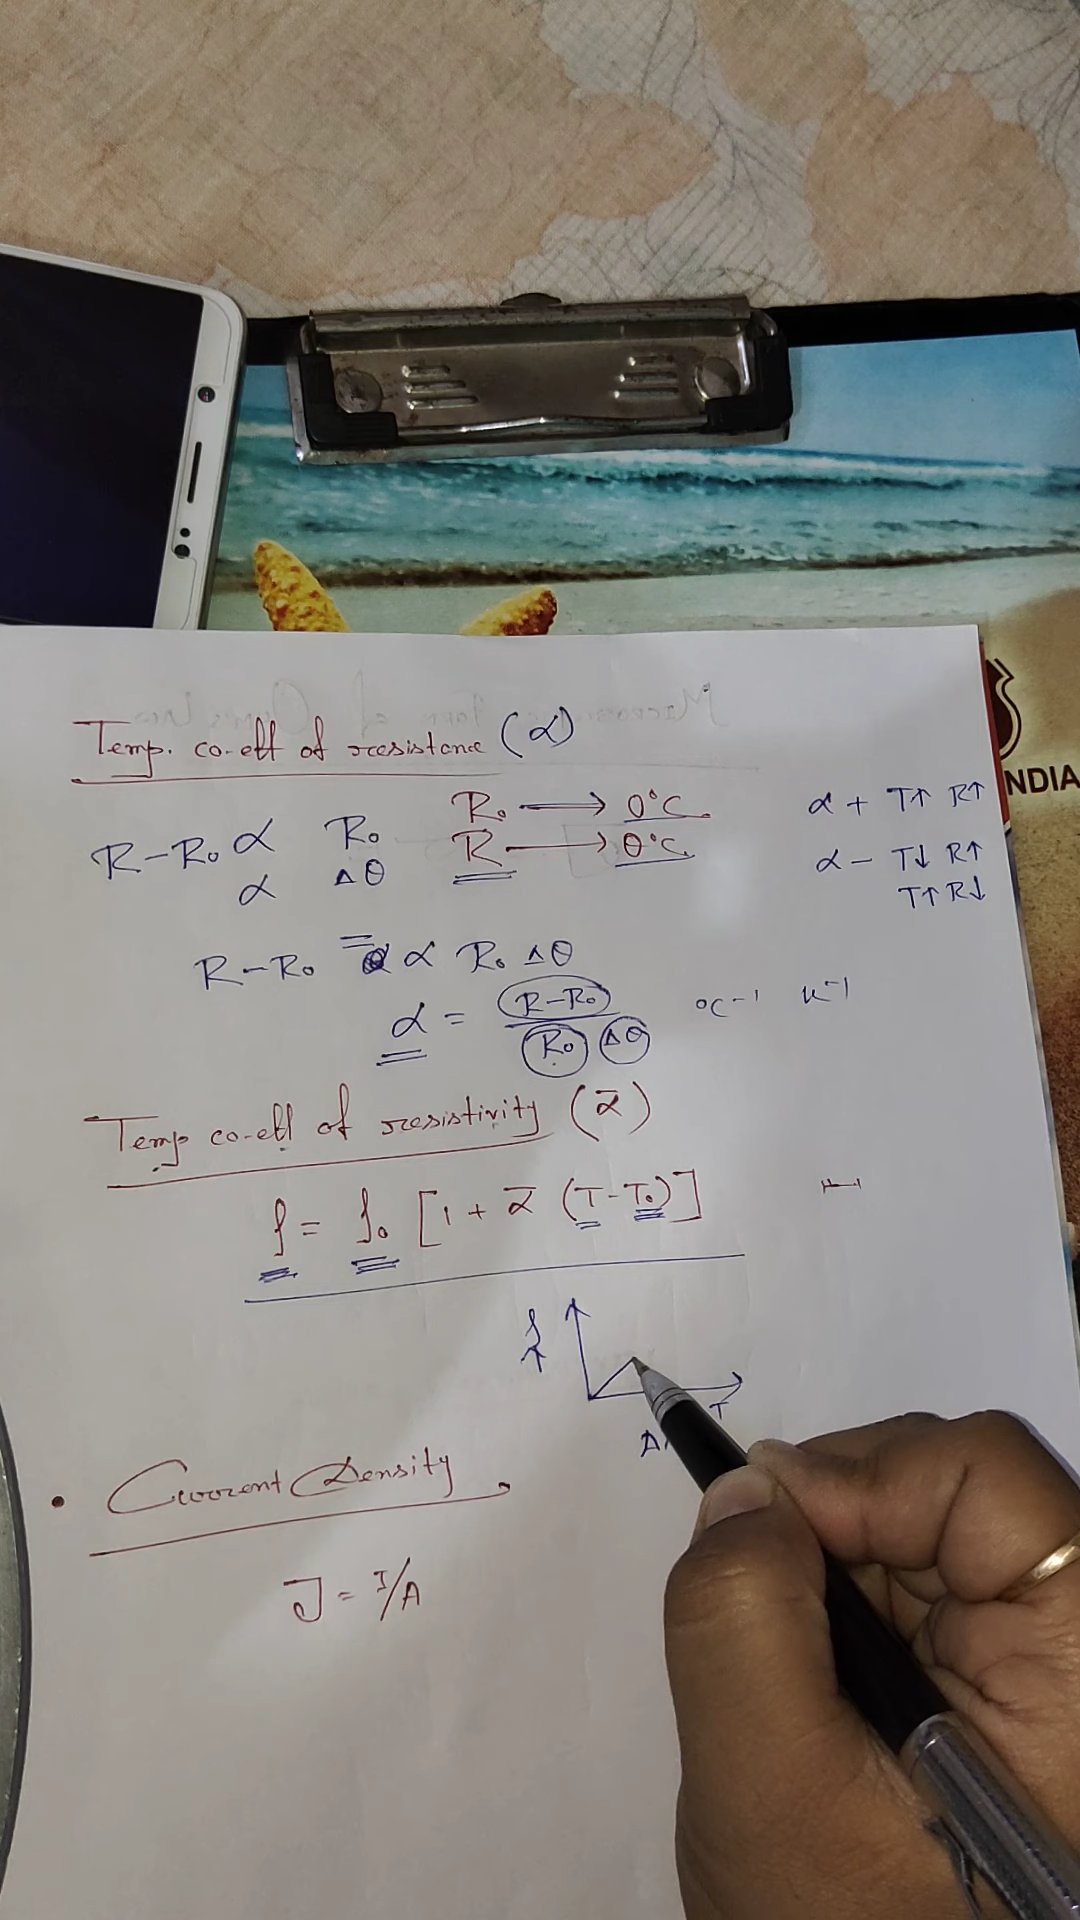 Temp. co-eff of resistance (α)
R₀ → 0°C.
R → θ°C.
R-R₀ α R₀
α Δθ
α + T↑ R↑
α - T↓ R↑
T↑ R↓
R-R₀ = α R₀ Δθ
α = (R-R₀) / R₀ Δθ °C⁻¹ K⁻¹
Temp co-eff of resistivity (ᾱ)
ρ = ρ₀ [1 + ᾱ (T-T₀)]
ρ↑
T
• Current Density
J = I/A
NDIA